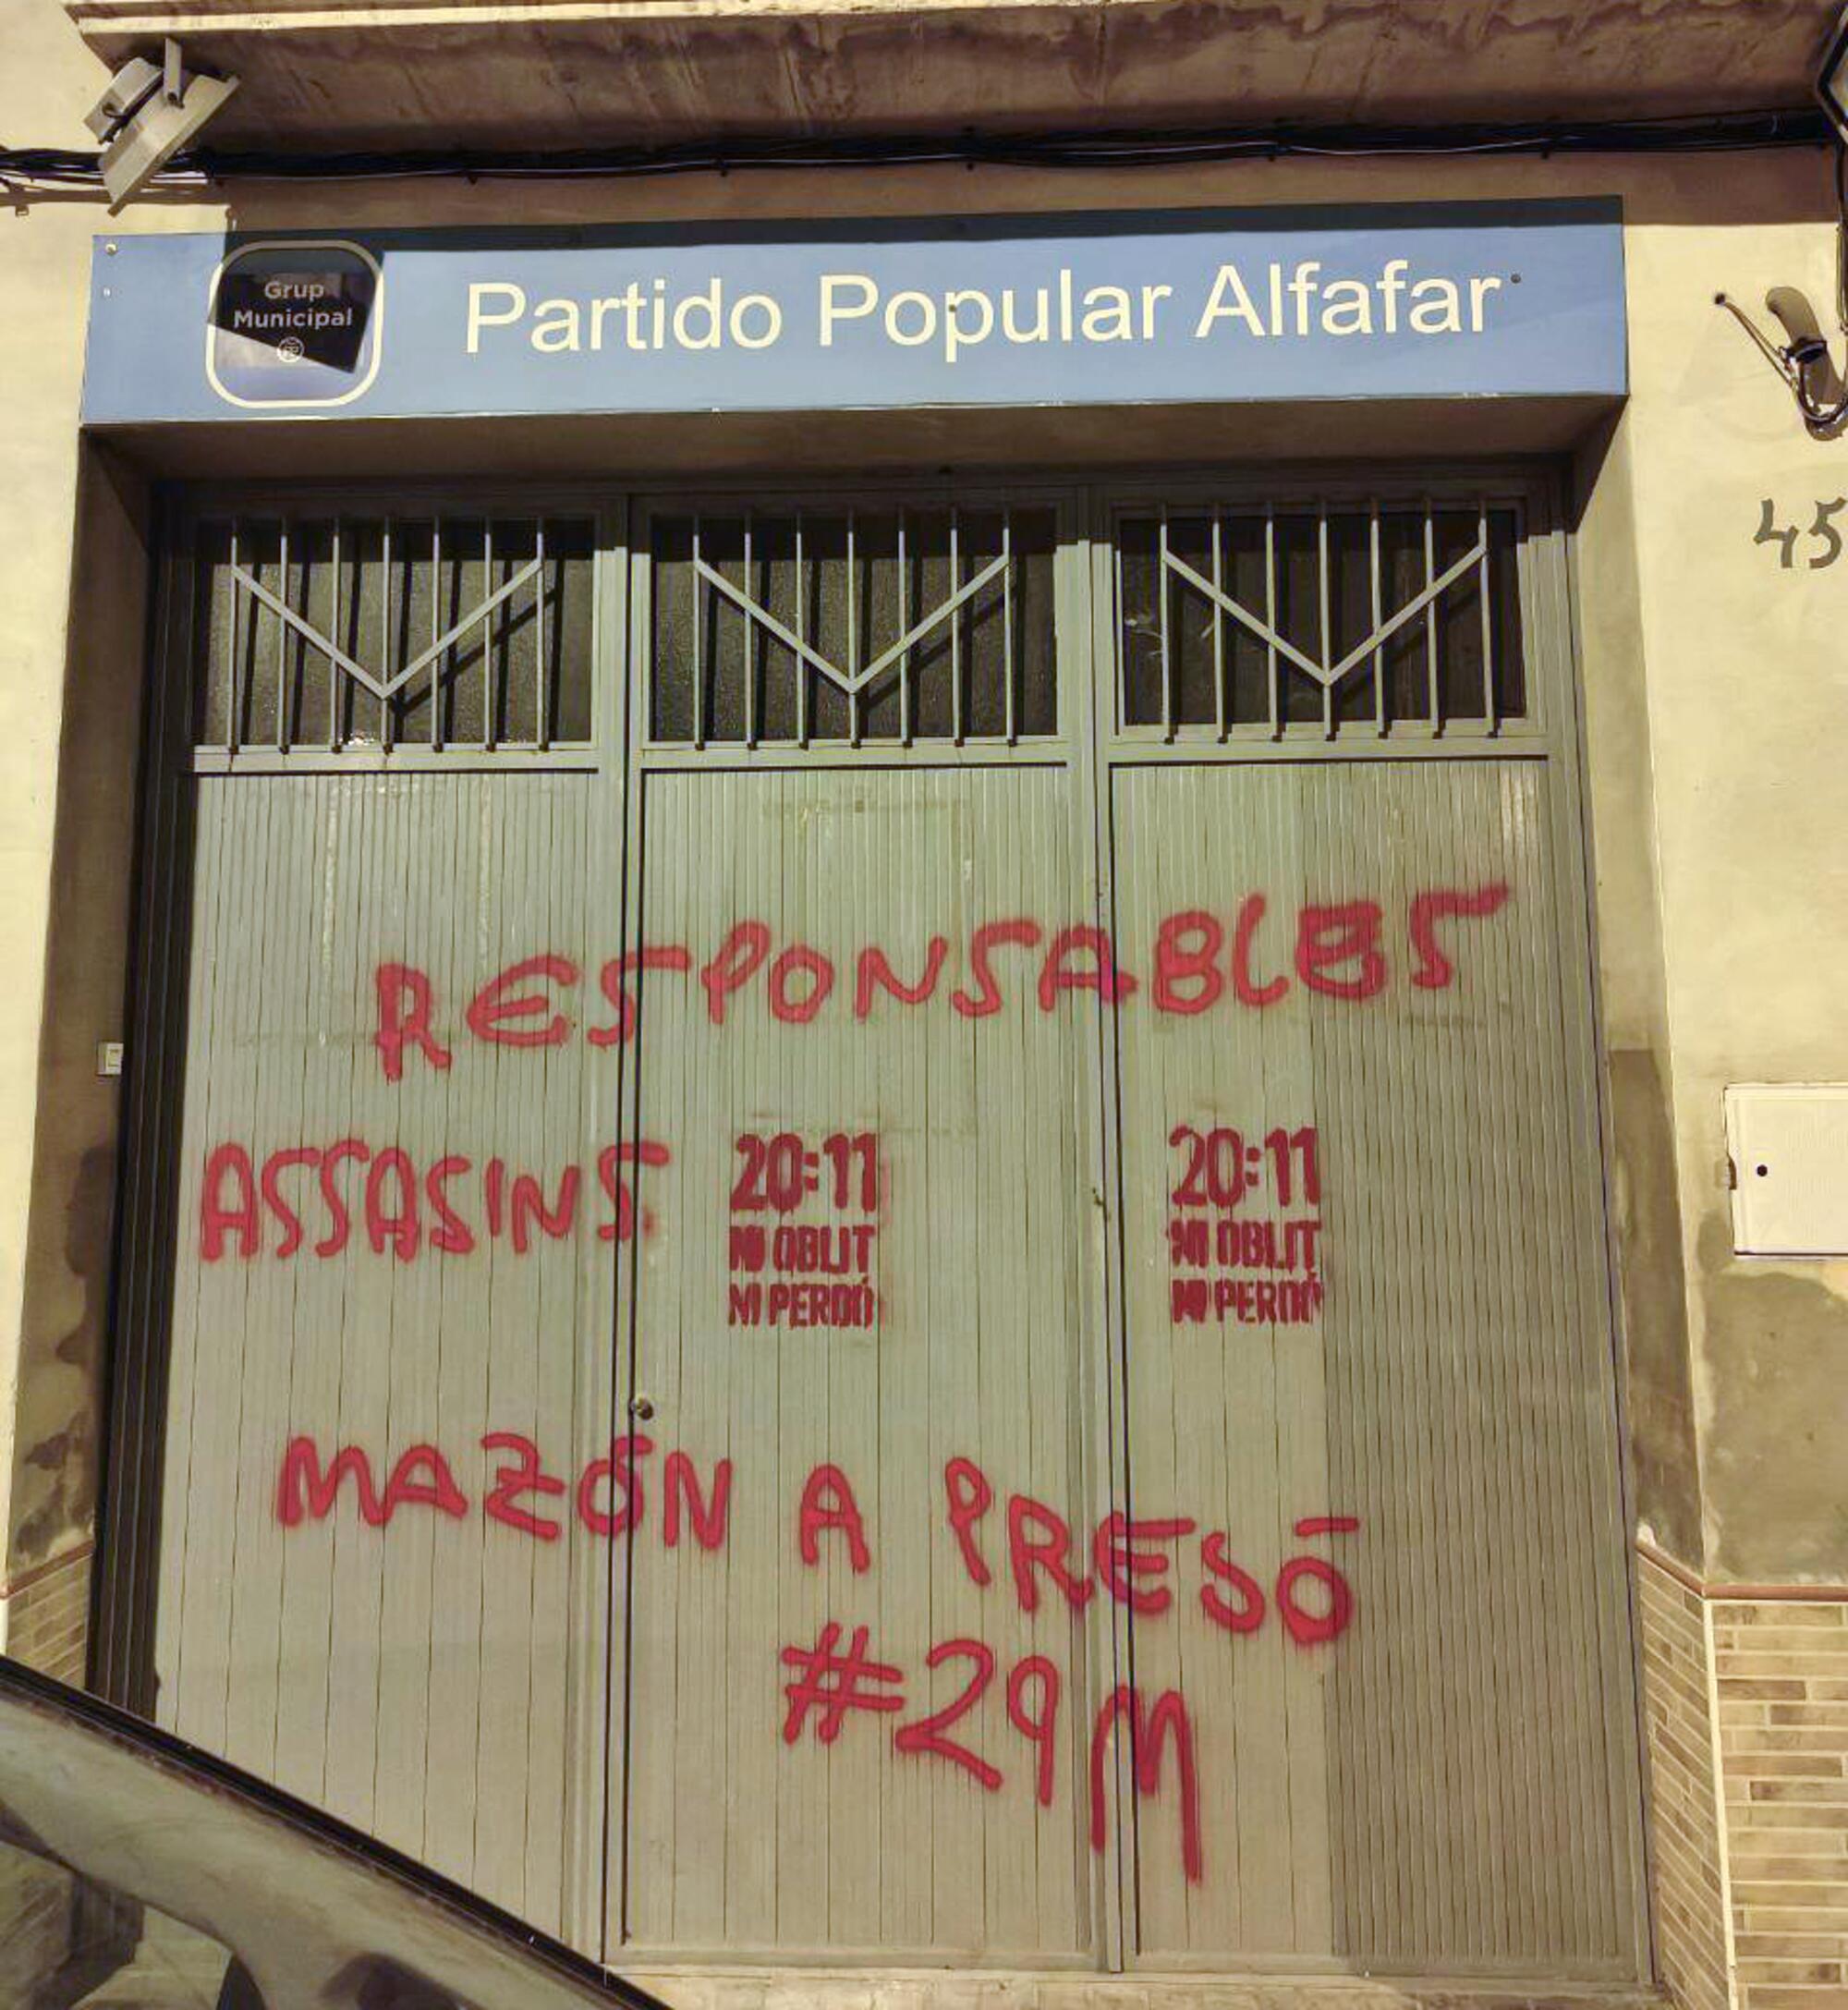 Grup
Municipal
Partido Popular Alfafar
45
RESPONSABLES
ASSASINS
20:11
NI OBLIT
NI PERDÓ
20:11
NI OBLIT
NI PERDÓ
MAZÓN A PRESÓ
#29M